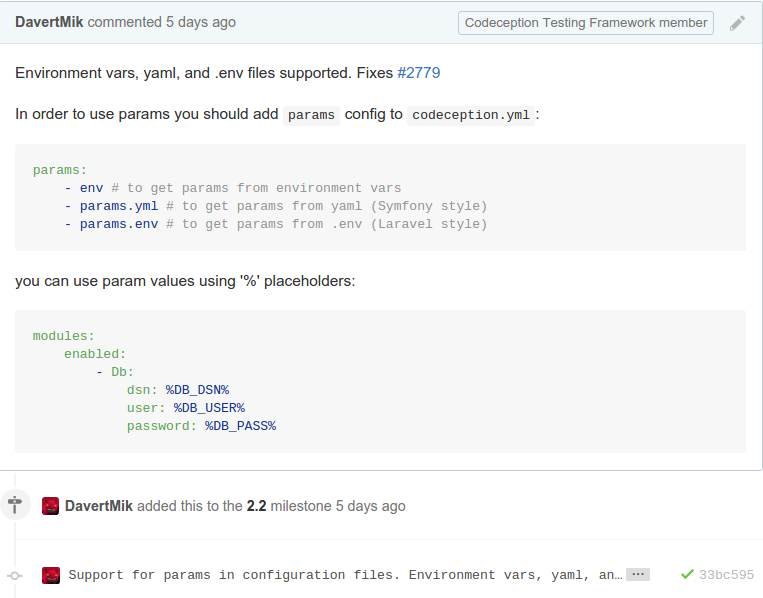 DavertMik commented 5 days ago Codeception Testing Framework member
Environment vars, yaml, and .env files supported. Fixes #2779
In order to use params you should add params config to codeception.yml:
params:
    - env # to get params from environment vars
    - params.yml # to get params from yaml (Symfony style)
    - params.env # to get params from .env (Laravel style)
you can use param values using '%' placeholders:
modules:
    enabled:
        - Db:
            dsn: %DB_DSN%
            user: %DB_USER%
            password: %DB_PASS%
DavertMik added this to the 2.2 milestone 5 days ago
Support for params in configuration files. Environment vars, yaml, an… ... 33bc595